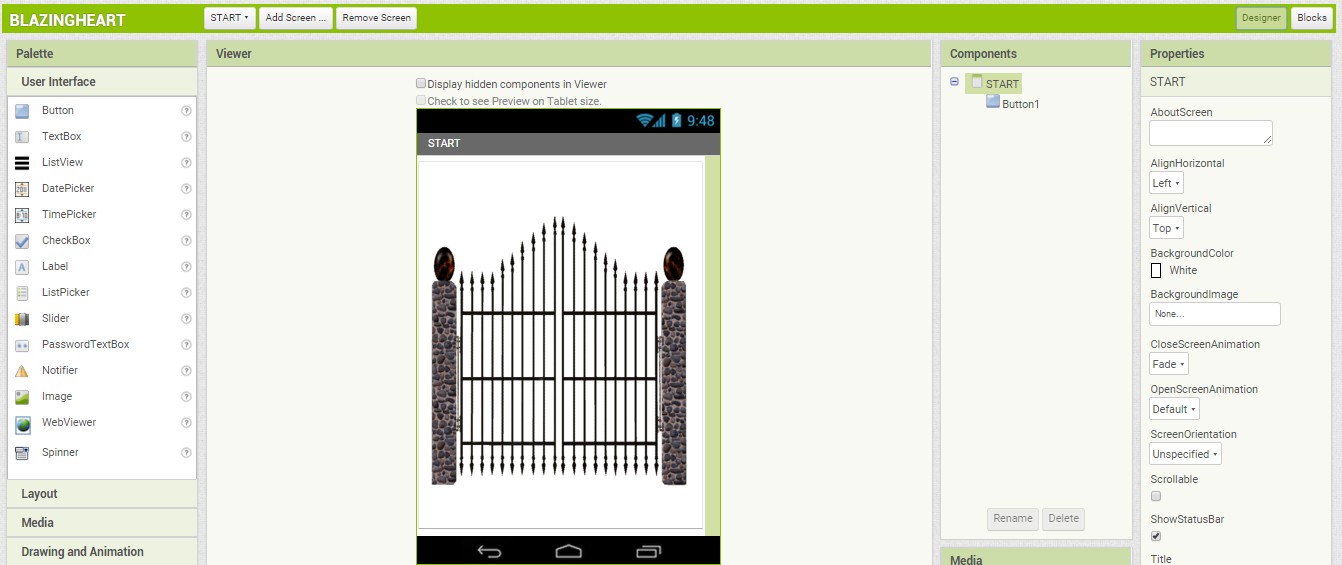 BLAZINGHEART
START
Add Screen ...
Remove Screen
Designer
Blocks
Palette
User Interface
Button
TextBox
ListView
DatePicker
TimePicker
CheckBox
Label
ListPicker
Slider
PasswordTextBox
Notifier
Image
WebViewer
Spinner
Layout
Media
Drawing and Animation
Viewer
Display hidden components in Viewer
Check to see Preview on Tablet size.
9:48
START
Components
START
Button1
Rename
Delete
Media
Properties
START
AboutScreen
AlignHorizontal
Left
AlignVertical
Top
BackgroundColor
White
BackgroundImage
None...
CloseScreenAnimation
Fade
OpenScreenAnimation
Default
ScreenOrientation
Unspecified
Scrollable
ShowStatusBar
Title